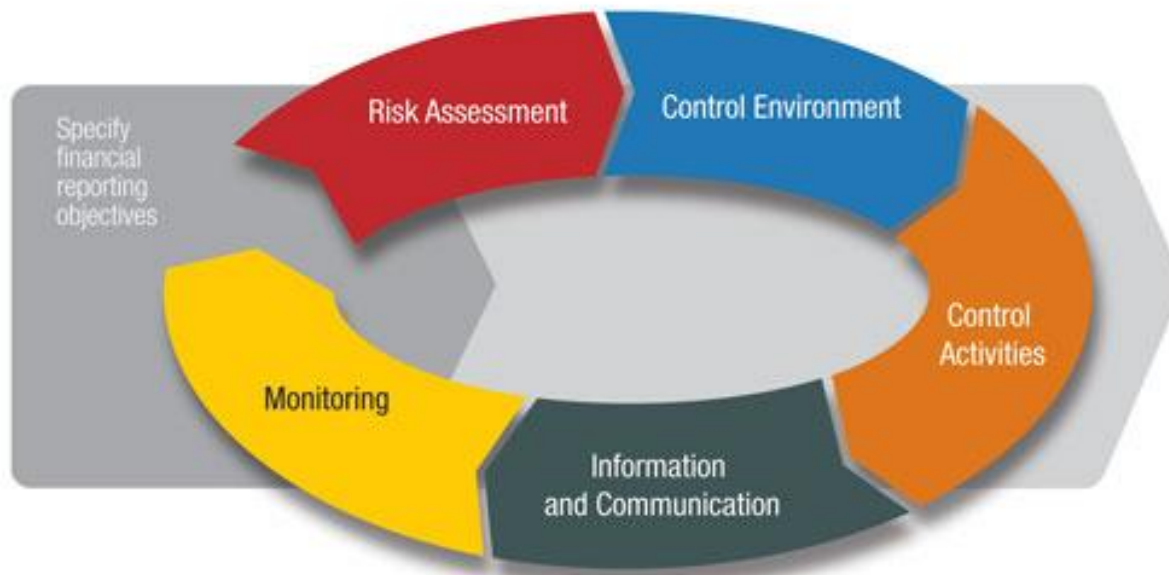 Specify
financial
reporting
objectives
Risk Assessment
Control Environment
Control
Activities
Information
and Communication
Monitoring